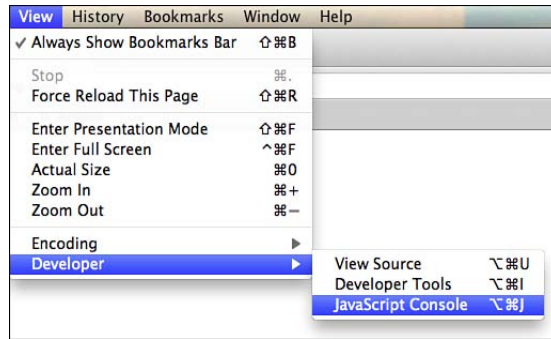 View History Bookmarks Window Help
✓ Always Show Bookmarks Bar ⇧⌘B
Stop ⌘.
Force Reload This Page ⇧⌘R
Enter Presentation Mode ⇧⌘F
Enter Full Screen ^⌘F
Actual Size ⌘0
Zoom In ⌘+
Zoom Out ⌘−
Encoding ▶
Developer ▶
View Source ⌥⌘U
Developer Tools ⌥⌘I
JavaScript Console ⌥⌘J